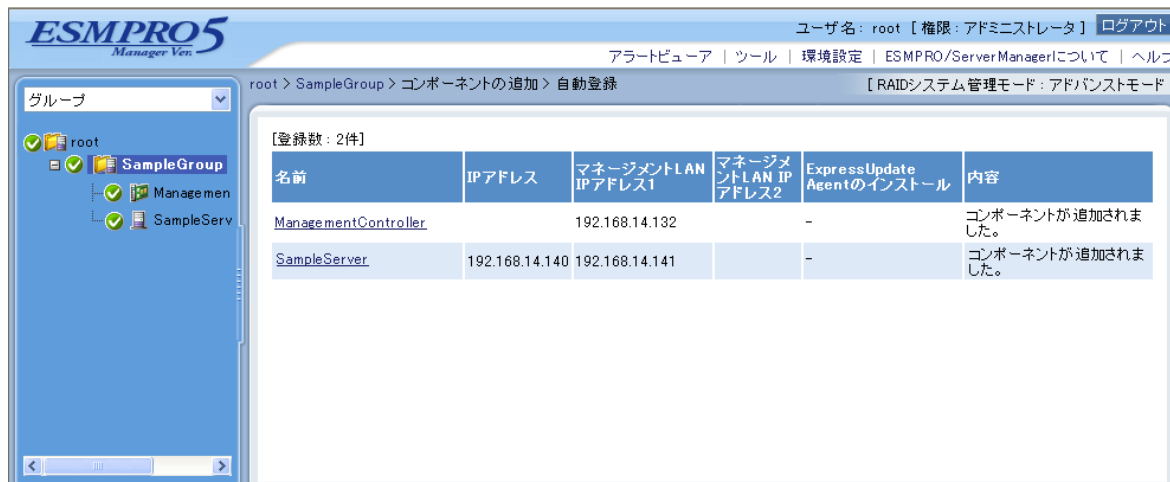 ESMPRO5
Manager Ver.
ユーザ名: root [ 権限:アドミニストレータ ] ログアウト
アラートビューア | ツール | 環境設定 | ESMPRO/ServerManagerについて | ヘル
グループ
root > SampleGroup > コンポーネントの追加 > 自動登録
[ RAIDシステム管理モード:アドバンストモード
root
SampleGroup
Managemen
SampleServ
[登録数:2件]
名前 IPアドレス マネージメントLAN IPアドレス1 マネージメントLAN IPアドレス2 ExpressUpdate Agentのインストール 内容
ManagementController 192.168.14.132 - コンポーネントが追加されま
した。
SampleServer 192.168.14.140 192.168.14.141 - コンポーネントが追加されま
した。